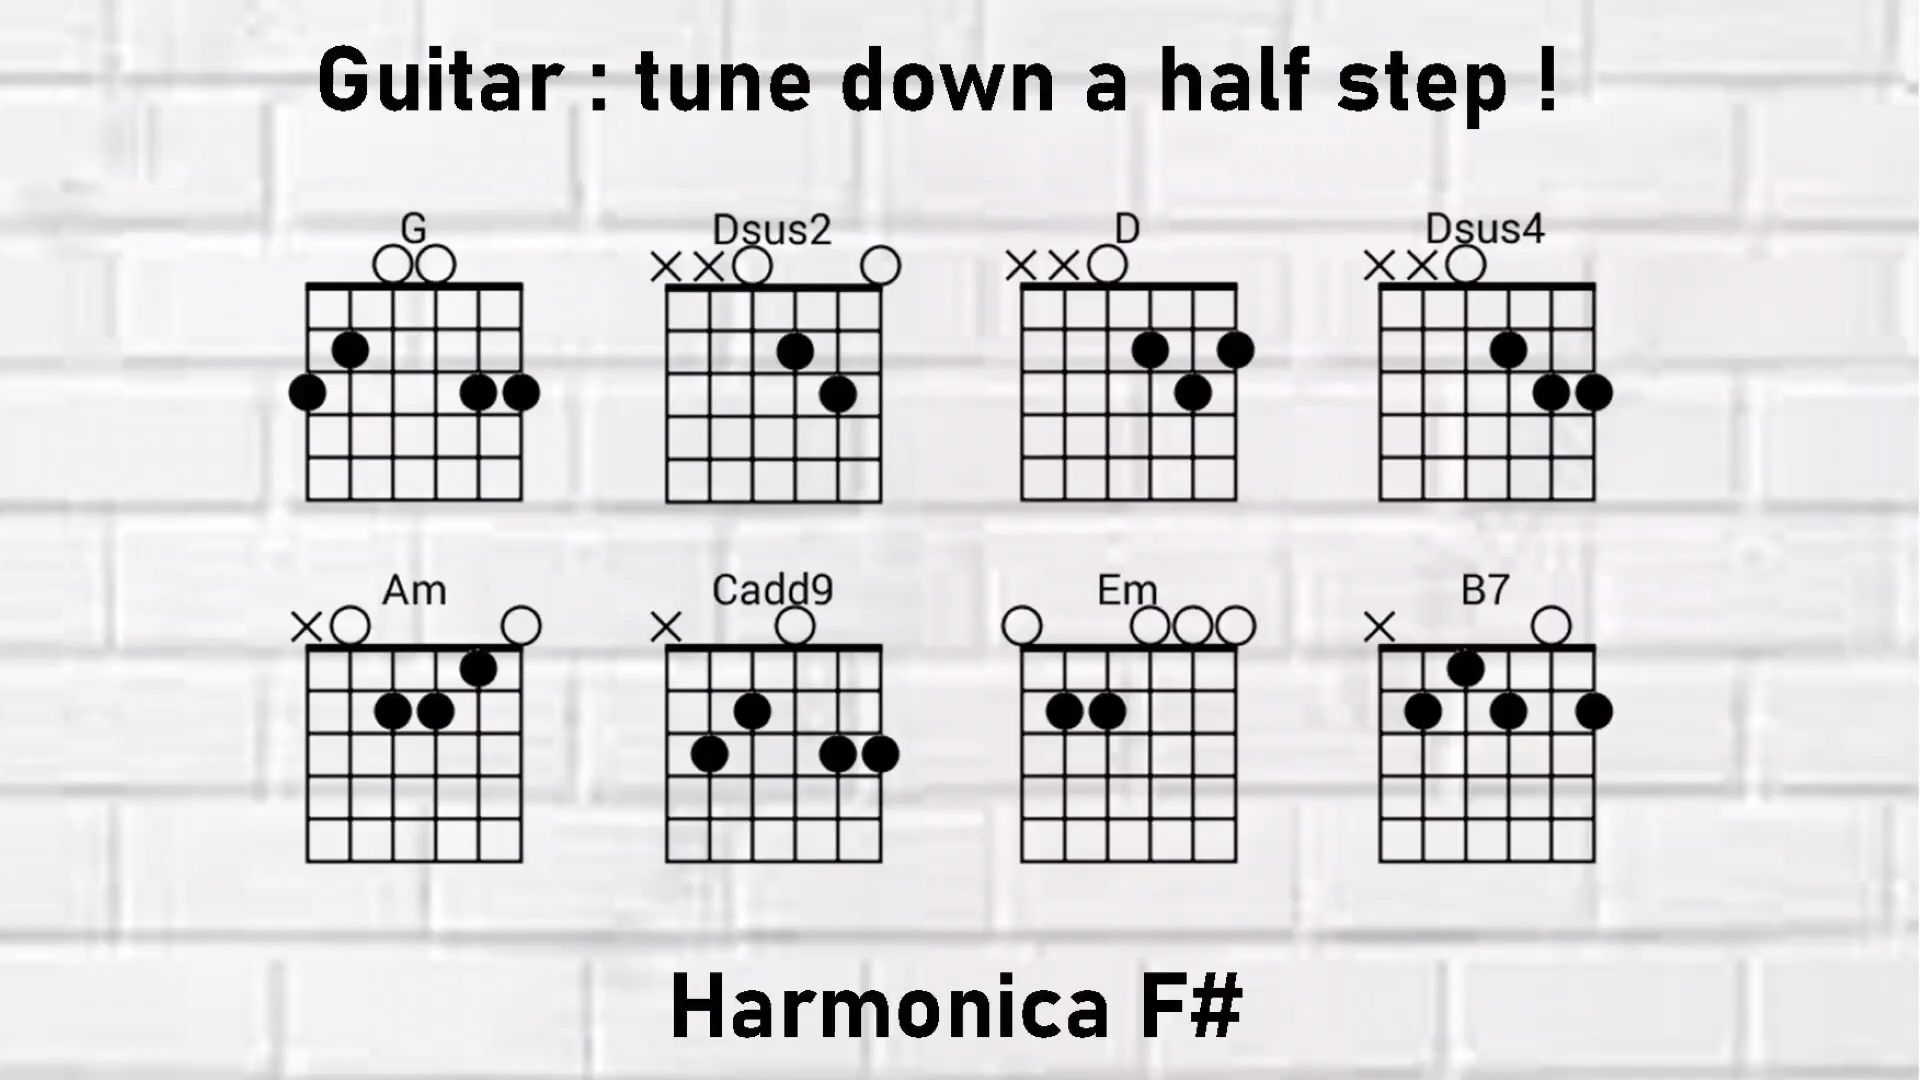 Guitar : tune down a half step !
G Dsus2 D Dsus4
Am Cadd9 Em B7
Harmonica F#